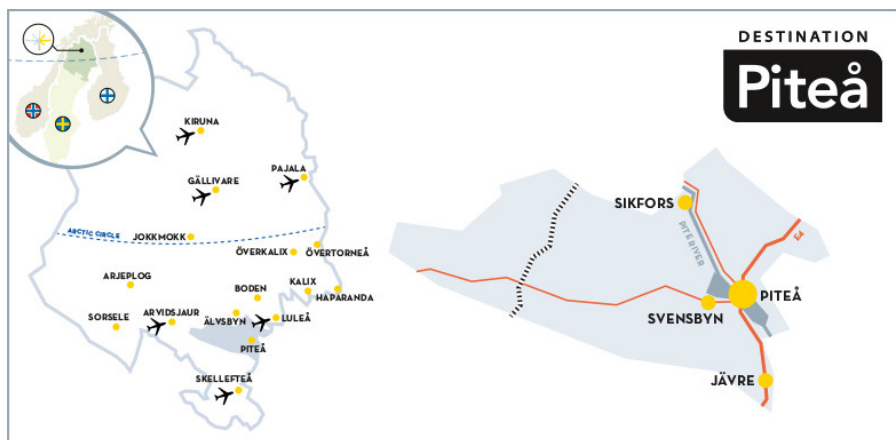 DESTINATION
Piteå
KIRUNA
GÄLLIVARE
PAJALA
ARCTIC CIRCLE
JOKKMOKK
ÖVERKALIX
ÖVERTORNEÅ
ARJEPLOG
BODEN
KALIX
HAPARANDA
SORSELE
ARVIDSJAUR
ÄLVSBYN
LULEÅ
PITEÅ
SKELLEFTEÅ
SIKFORS
PITE RIVER
E4
PITEÅ
SVENSBYN
JÄVRE